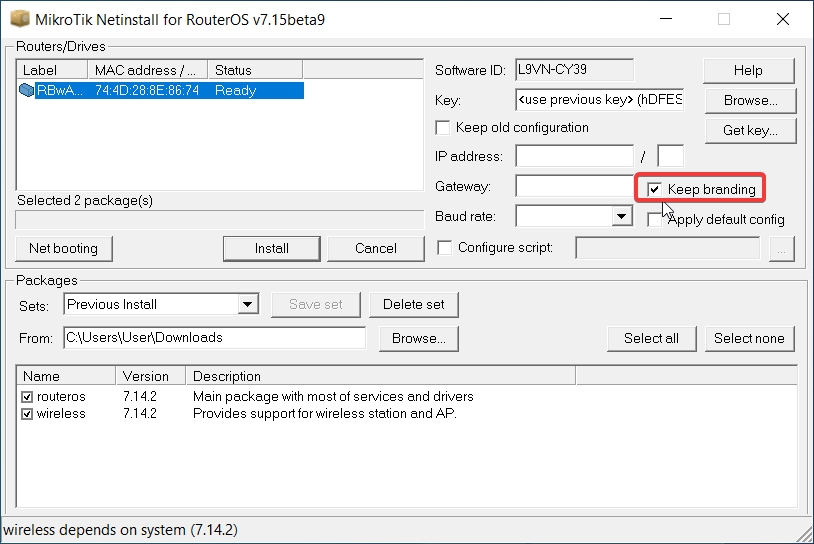 MikroTik Netinstall for RouterOS v7.15beta9
Routers/Drives
Label MAC address / ... Status
RBwA... 74:4D:28:8E:86:74 Ready
Software ID: L9VN-CY39 Help
Key: <use previous key> (hDFES Browse...
Keep old configuration Get key...
IP address: /
Gateway: Keep branding
Selected 2 package(s)
Baud rate: Apply default config
Net booting Install Cancel Configure script: ...
Packages
Sets: Previous Install Save set Delete set
From: C:\Users\User\Downloads Browse... Select all Select none
Name Version Description
routeros 7.14.2 Main package with most of services and drivers
wireless 7.14.2 Provides support for wireless station and AP.
wireless depends on system (7.14.2)